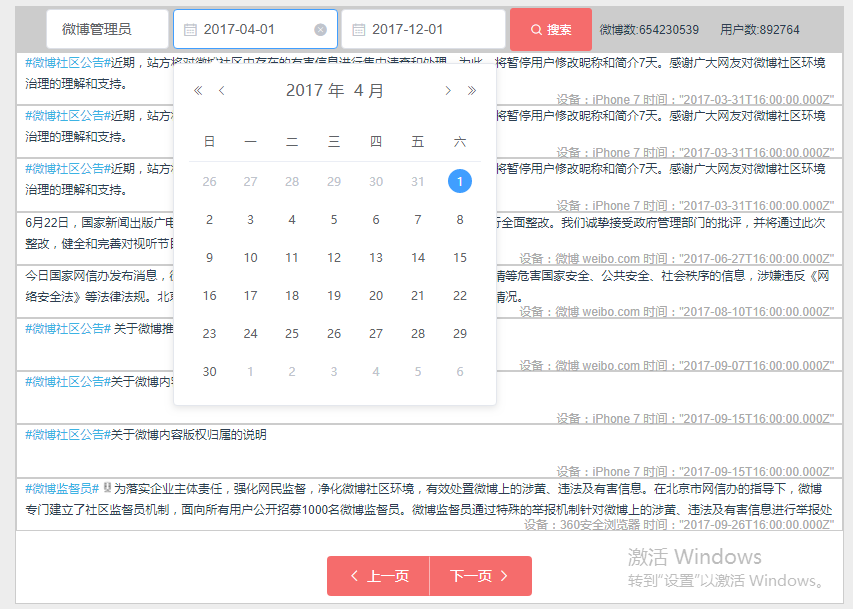 微博管理员 2017-04-01 2017-12-01 搜索 微博数:654230539 用户数:892764
#微博社区公告#近期，站方将对微博社区中存在的有害信息进行集中清查和处理，为此，将暂停用户修改昵称和简介7天。感谢广大网友对微博社区环境
治理的理解和支持。
设备：iPhone 7 时间："2017-03-31T16:00:00.000Z"
#微博社区公告#近期，站方 将暂停用户修改昵称和简介7天。感谢广大网友对微博社区环境
治理的理解和支持。
设备：iPhone 7 时间："2017-03-31T16:00:00.000Z"
#微博社区公告#近期，站方 将暂停用户修改昵称和简介7天。感谢广大网友对微博社区环境
治理的理解和支持。
设备：iPhone 7 时间："2017-03-31T16:00:00.000Z"
6月22日，国家新闻出版广电 行全面整改。我们诚挚接受政府管理部门的批评，并将通过此次
整改，健全和完善对视听节目
设备：微博 weibo.com 时间："2017-06-27T16:00:00.000Z"
今日国家网信办发布消息， 情等危害国家安全、公共安全、社会秩序的信息，涉嫌违反《网
络安全法》等法律法规。北京 情况。
设备：微博 weibo.com 时间："2017-08-10T16:00:00.000Z"
#微博社区公告# 关于微博推
设备：微博 weibo.com 时间："2017-09-07T16:00:00.000Z"
#微博社区公告#关于微博内容
设备：iPhone 7 时间："2017-09-15T16:00:00.000Z"
#微博社区公告#关于微博内容版权归属的说明
设备：iPhone 7 时间："2017-09-15T16:00:00.000Z"
#微博监督员# 为落实企业主体责任，强化网民监督，净化微博社区环境，有效处置微博上的涉黄、违法及有害信息。在北京市网信办的指导下，微博
专门建立了社区监督员机制，面向所有用户公开招募1000名微博监督员。微博监督员通过特殊的举报机制针对微博上的涉黄、违法及有害信息进行举报处
设备：360安全浏览器 时间："2017-09-26T16:00:00.000Z"
« ‹ 2017 年 4 月 › »
日 一 二 三 四 五 六
26 27 28 29 30 31 1
2 3 4 5 6 7 8
9 10 11 12 13 14 15
16 17 18 19 20 21 22
23 24 25 26 27 28 29
30 1 2 3 4 5 6
上一页 下一页
激活 Windows
转到"设置"以激活 Windows。